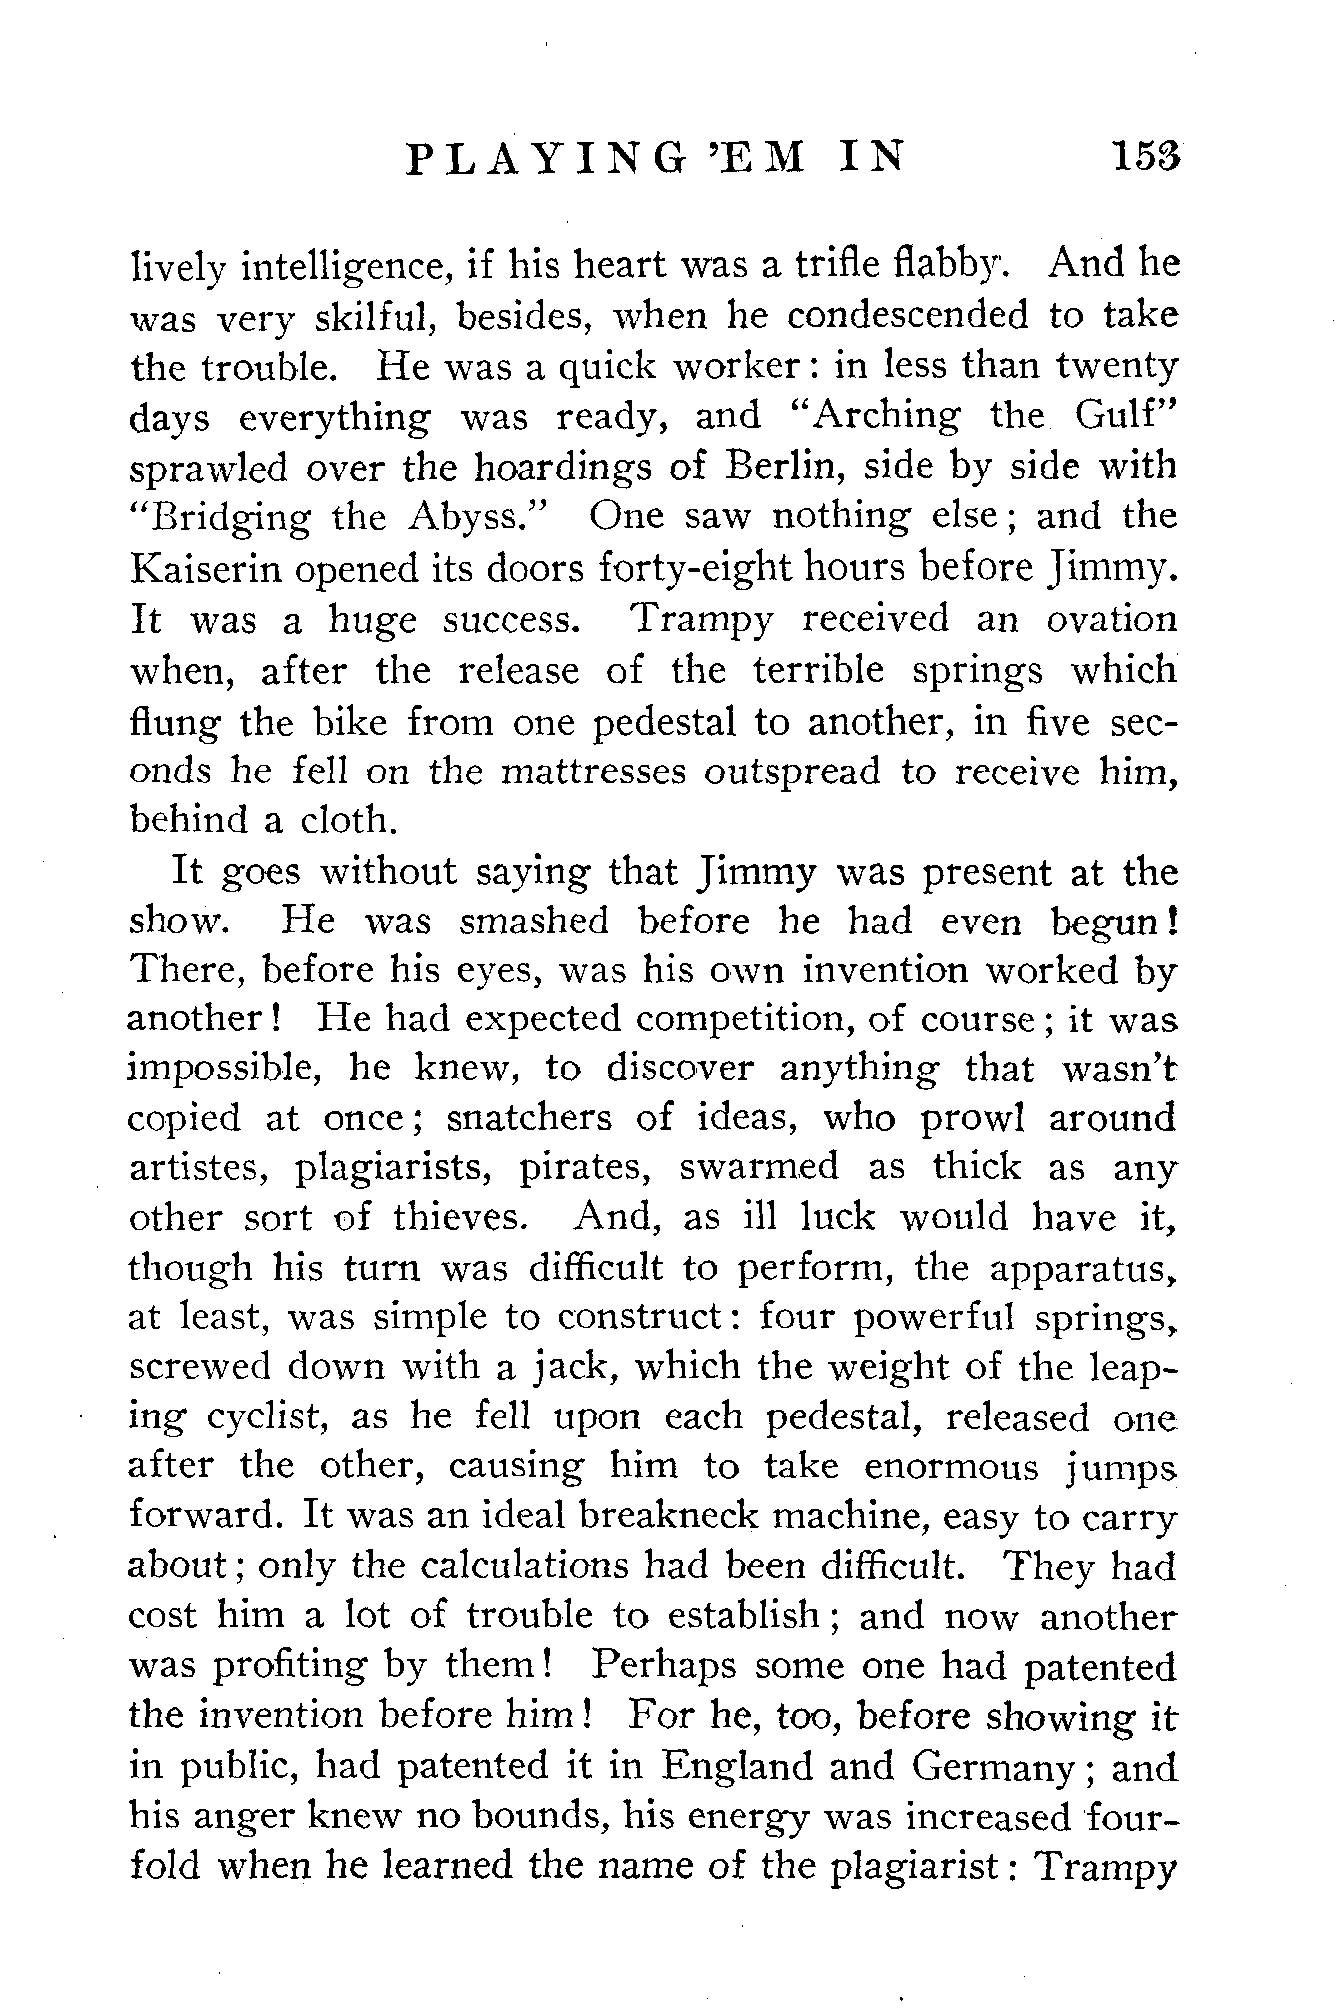 PLAYING 'EM IN 153
lively intelligence, if his heart was a trifle flabby. And he
was very skilful, besides, when he condescended to take
the trouble. He was a quick worker: in less than twenty
days everything was ready, and “Arching the Gulf”
sprawled over the hoardings of Berlin, side by side with
“Bridging the Abyss.” One saw nothing else; and the
Kaiserin opened its doors forty-eight hours before Jimmy.
It was a huge success. Trampy received an ovation
when, after the release of the terrible springs which
flung the bike from one pedestal to another, in five sec-
onds he fell on the mattresses outspread to receive him,
behind a cloth.
It goes without saying that Jimmy was present at the
show. He was smashed before he had even begun!
There, before his eyes, was his own invention worked by
another! He had expected competition, of course; it was
impossible, he knew, to discover anything that wasn't
copied at once; snatchers of ideas, who prowl around
artistes, plagiarists, pirates, swarmed as thick as any
other sort of thieves. And, as ill luck would have it,
though his turn was difficult to perform, the apparatus,
at least, was simple to construct: four powerful springs,
screwed down with a jack, which the weight of the leap-
ing cyclist, as he fell upon each pedestal, released one
after the other, causing him to take enormous jumps
forward. It was an ideal breakneck machine, easy to carry
about; only the calculations had been difficult. They had
cost him a lot of trouble to establish; and now another
was profiting by them! Perhaps some one had patented
the invention before him! For he, too, before showing it
in public, had patented it in England and Germany; and
his anger knew no bounds, his energy was increased four-
fold when he learned the name of the plagiarist: Trampy